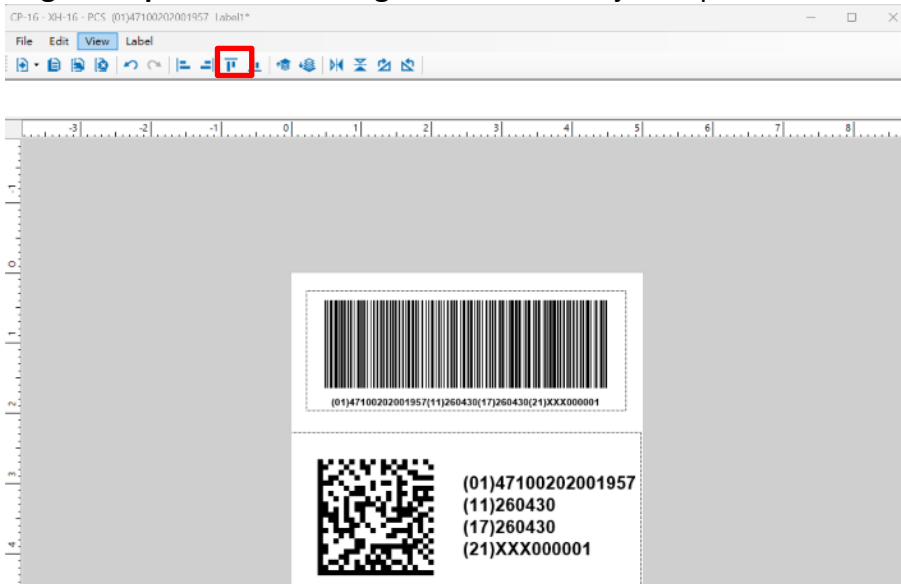 CP-16 - XH-16 - PCS (01)47100202001957 Label1*
File Edit View Label
-3 -2 -1 0 1 2 3 4 5 6 7 8
-1
0
1
2
3
4
(01)47100202001957(11)260430(17)260430(21)XXX000001
(01)47100202001957
(11)260430
(17)260430
(21)XXX000001